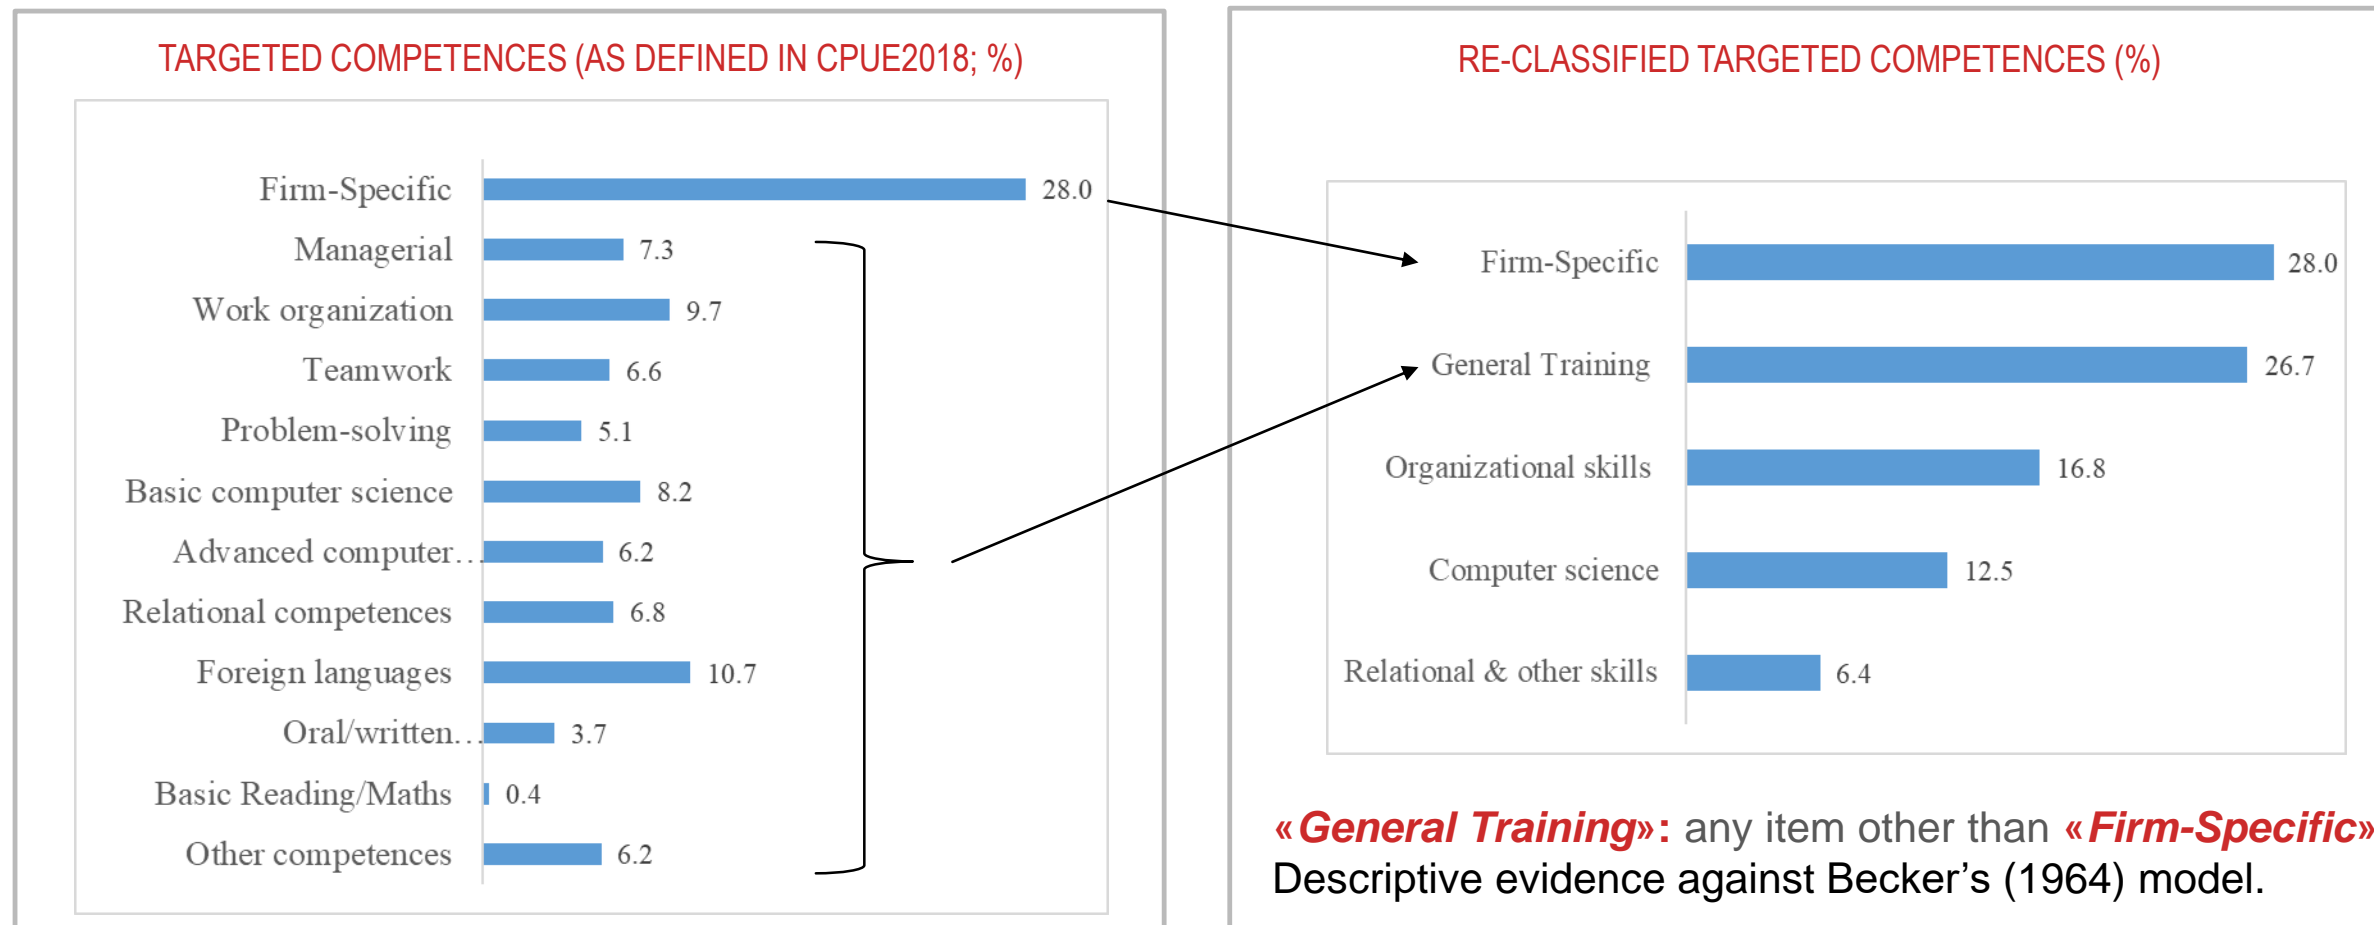 TARGETED COMPETENCES (AS DEFINED IN CPUE2018; %)
Firm-Specific 28.0
Managerial 7.3
Work organization 9.7
Teamwork 6.6
Problem-solving 5.1
Basic computer science 8.2
Advanced computer… 6.2
Relational competences 6.8
Foreign languages 10.7
Oral/written… 3.7
Basic Reading/Maths 0.4
Other competences 6.2
RE-CLASSIFIED TARGETED COMPETENCES (%)
Firm-Specific 28.0
General Training 26.7
Organizational skills 16.8
Computer science 12.5
Relational & other skills 6.4
«General Training»: any item other than «Firm-Specific»
Descriptive evidence against Becker’s (1964) model.